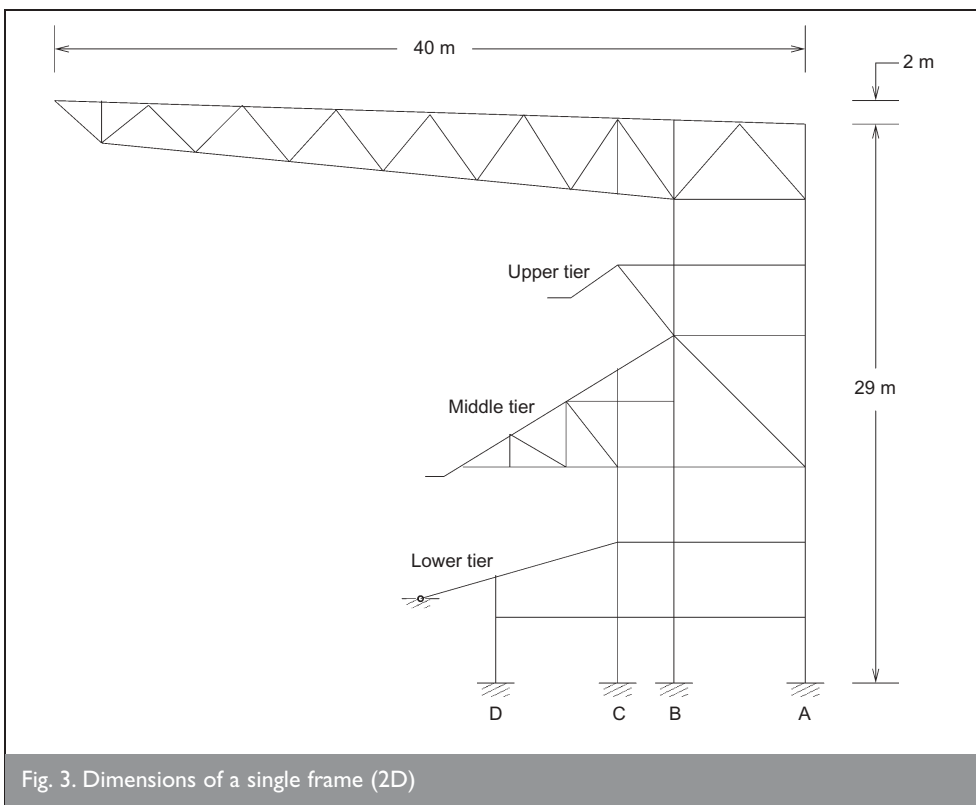 40 m
2 m
Upper tier
29 m
Middle tier
Lower tier
D
C
B
A
Fig. 3. Dimensions of a single frame (2D)